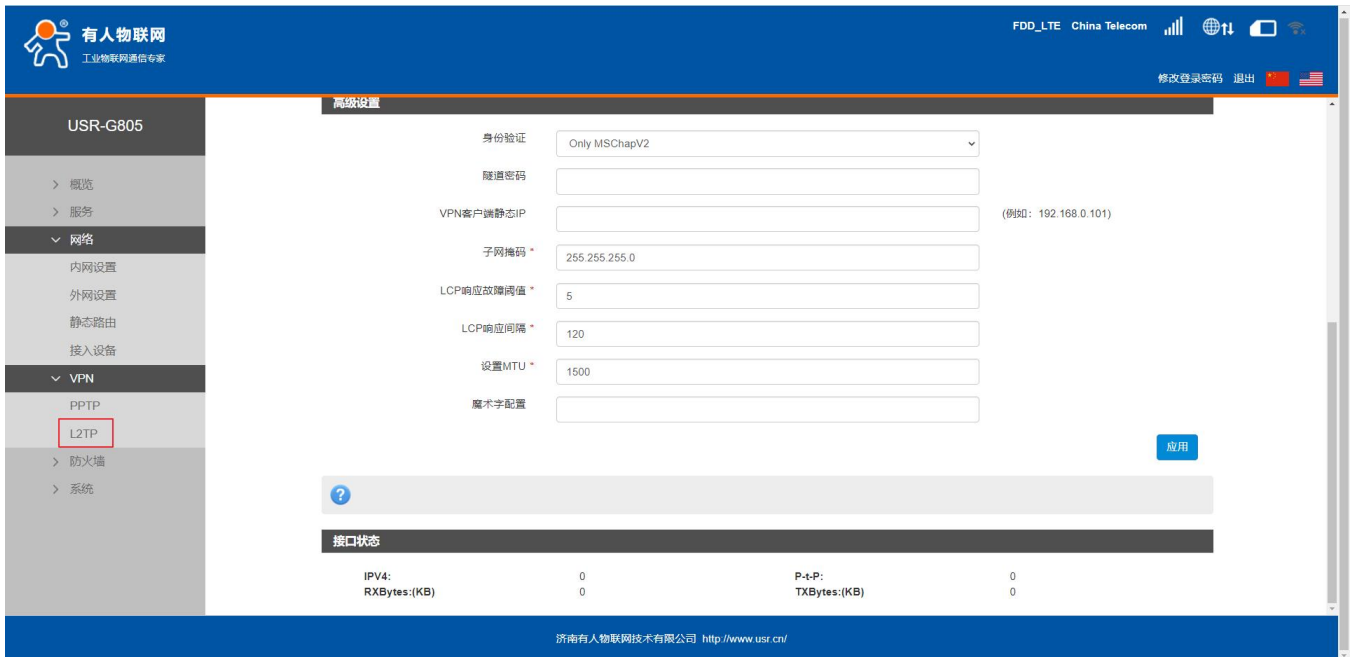 有人物联网
工业物联网通信专家
FDD_LTE China Telecom
修改登录密码 退出
USR-G805
概览
服务
网络
内网设置
外网设置
静态路由
接入设备
VPN
PPTP
L2TP
防火墙
系统
高级设置
身份验证 Only MSChapV2
隧道密码
VPN客户端静态IP (例如：192.168.0.101)
子网掩码 * 255.255.255.0
LCP响应故障阈值 * 5
LCP响应间隔 * 120
设置MTU * 1500
魔术字配置
应用
接口状态
IPV4: 0 P-t-P: 0
RXBytes:(KB) 0 TXBytes:(KB) 0
济南有人物联网技术有限公司 http://www.usr.cn/